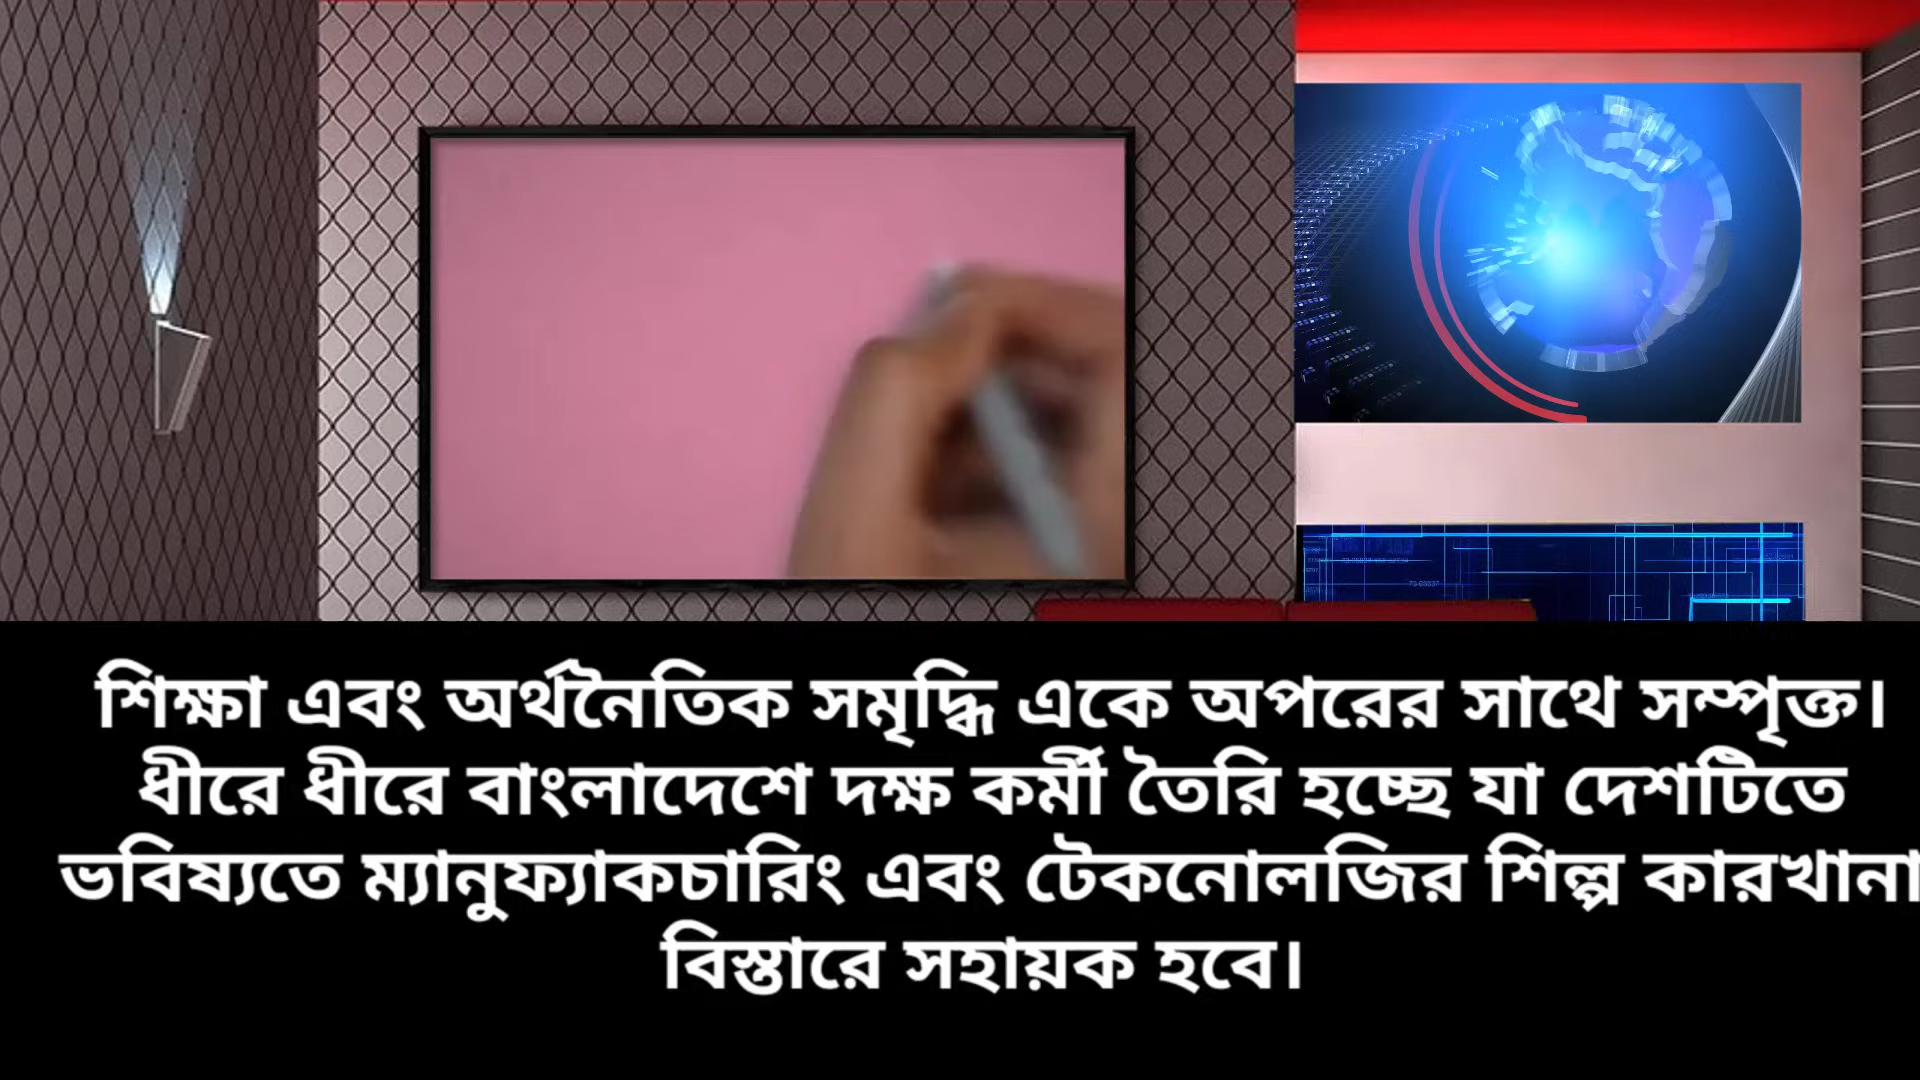 শিক্ষা এবং অর্থনৈতিক সমৃদ্ধি একে অপরের সাথে সম্পৃক্ত।
ধীরে ধীরে বাংলাদেশে দক্ষ কর্মী তৈরি হচ্ছে যা দেশটিতে
ভবিষ্যতে ম্যানুফ্যাকচারিং এবং টেকনোলজির শিল্প কারখানা
বিস্তারে সহায়ক হবে।